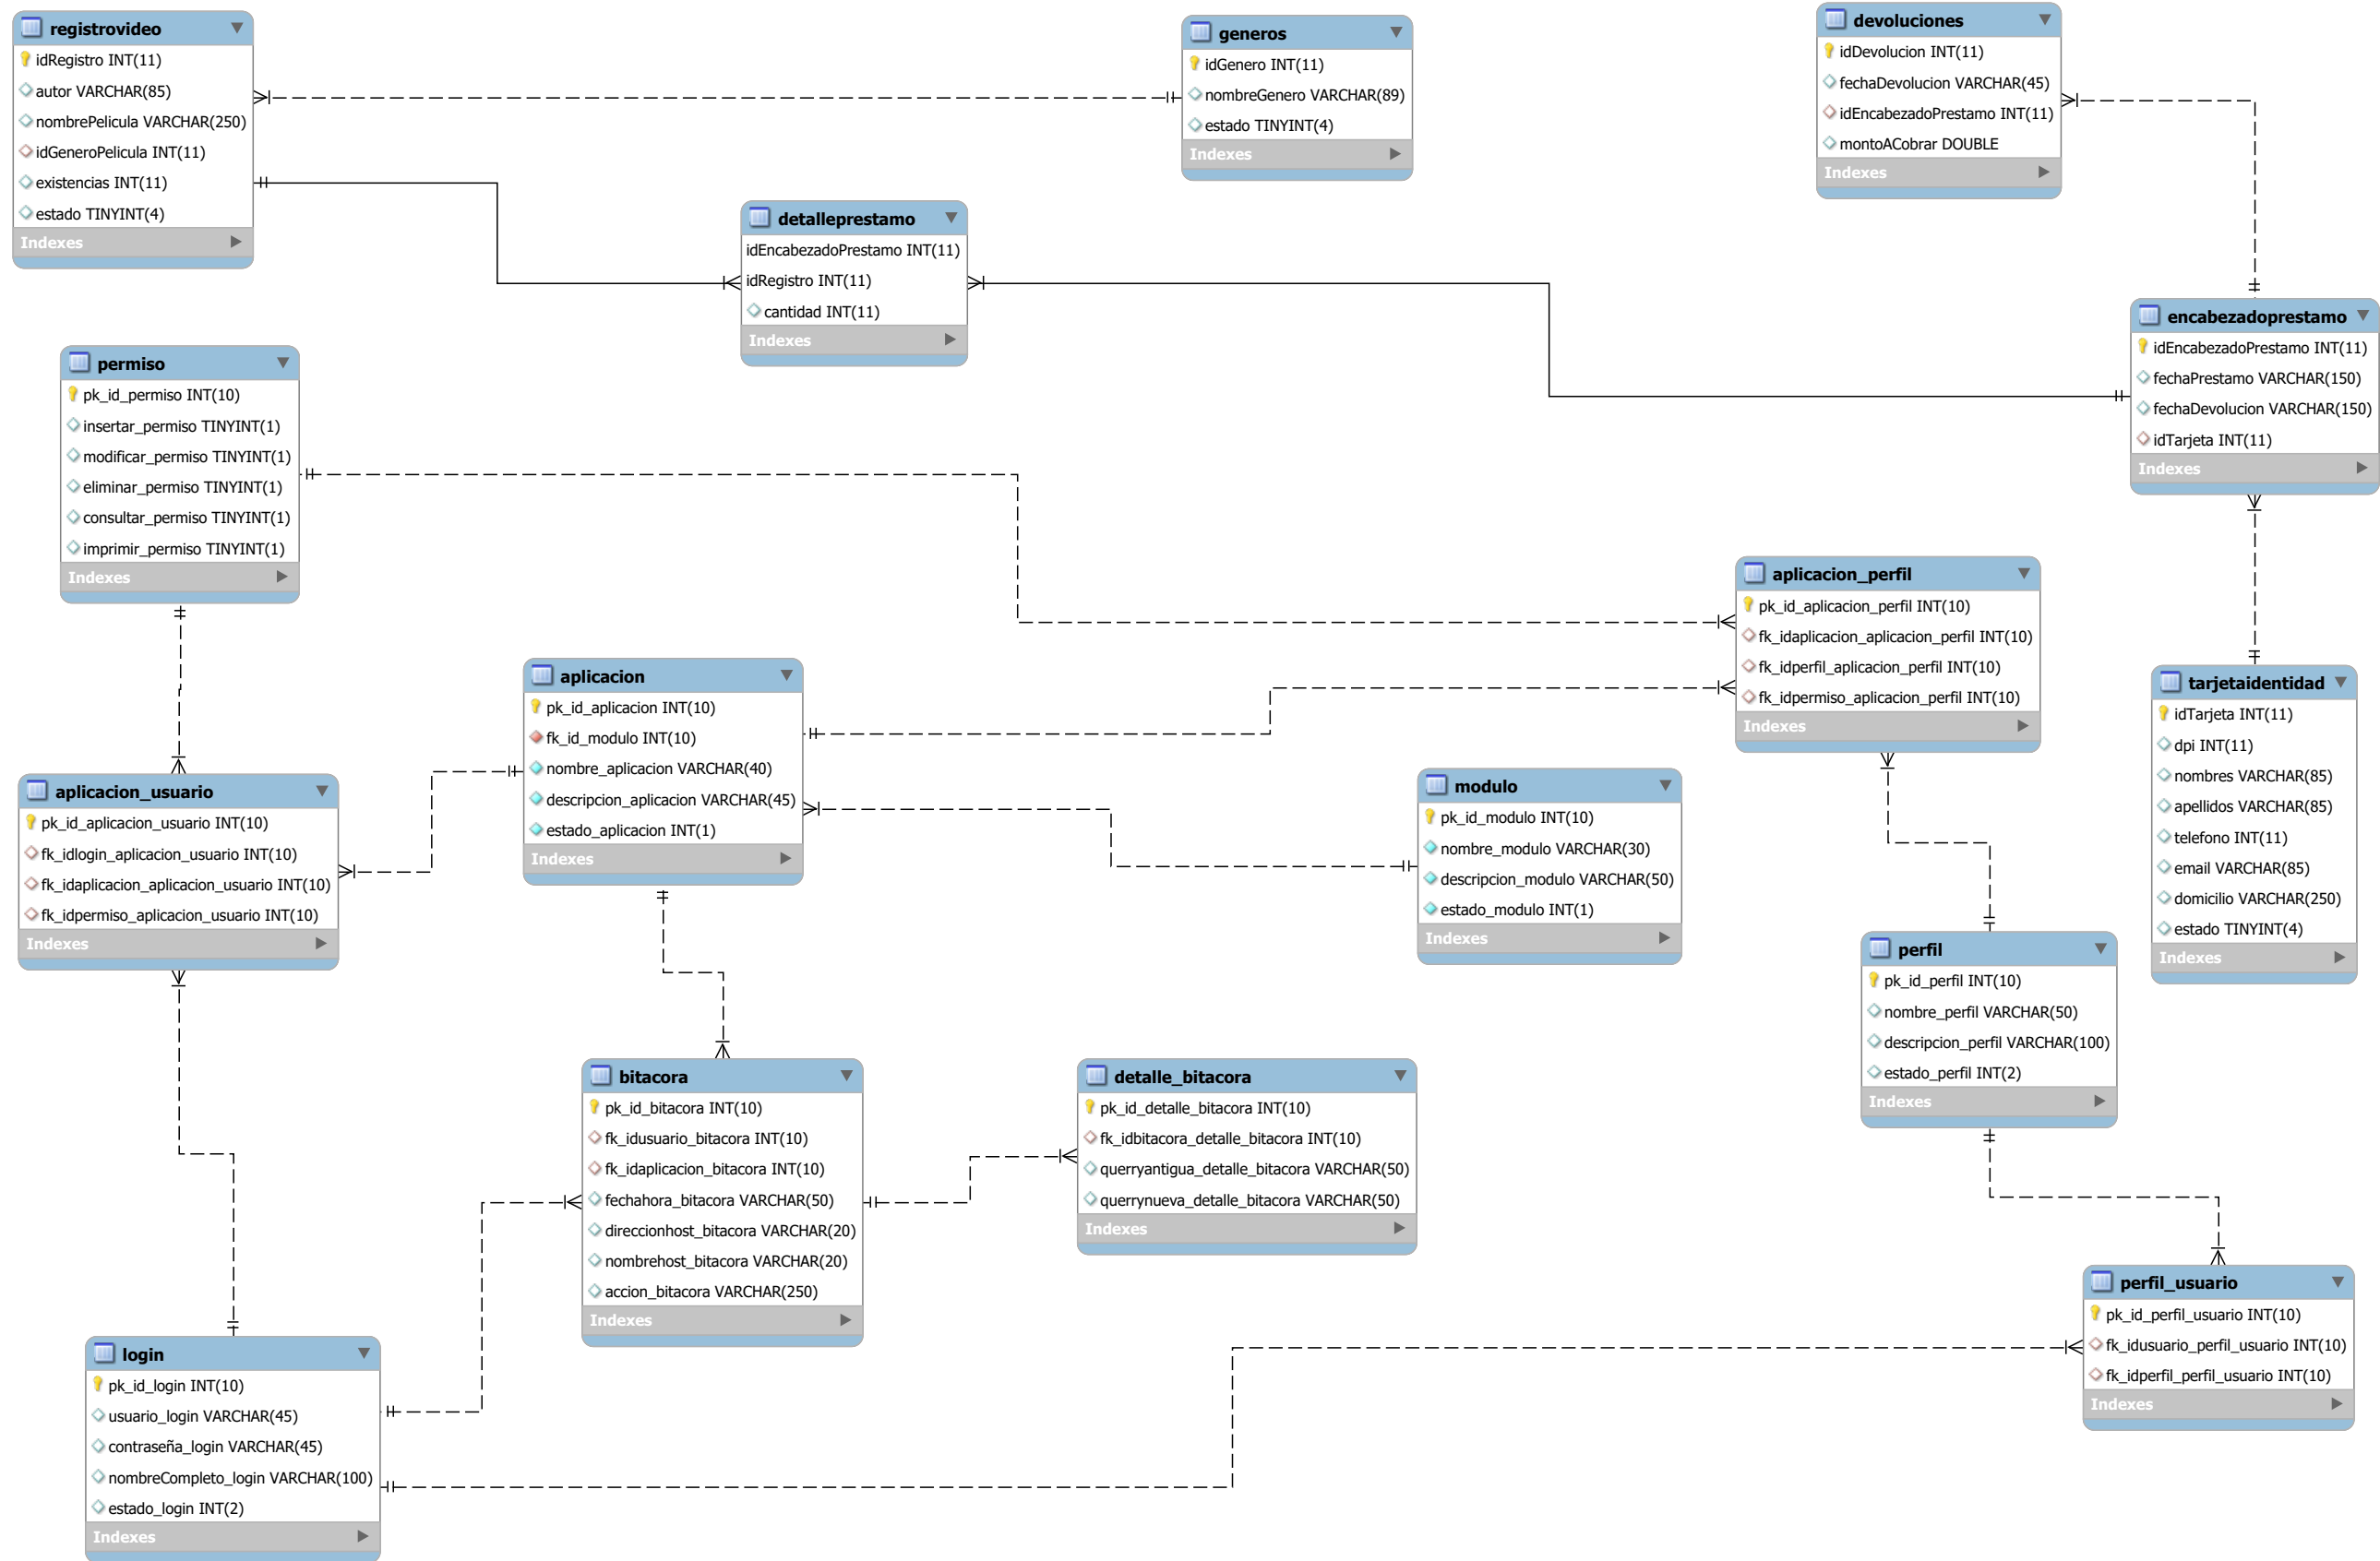 registrovideo
idRegistro INT(11)
autor VARCHAR(85)
nombrePelicula VARCHAR(250)
idGeneroPelicula INT(11)
existencias INT(11)
estado TINYINT(4)
Indexes
generos
idGenero INT(11)
nombreGenero VARCHAR(89)
estado TINYINT(4)
Indexes
devoluciones
idDevolucion INT(11)
fechaDevolucion VARCHAR(45)
idEncabezadoPrestamo INT(11)
montoACobrar DOUBLE
Indexes
detalleprestamo
idEncabezadoPrestamo INT(11)
idRegistro INT(11)
cantidad INT(11)
Indexes
encabezadoprestamo
idEncabezadoPrestamo INT(11)
fechaPrestamo VARCHAR(150)
fechaDevolucion VARCHAR(150)
idTarjeta INT(11)
Indexes
permiso
pk_id_permiso INT(10)
insertar_permiso TINYINT(1)
modificar_permiso TINYINT(1)
eliminar_permiso TINYINT(1)
consultar_permiso TINYINT(1)
imprimir_permiso TINYINT(1)
Indexes
aplicacion_perfil
pk_id_aplicacion_perfil INT(10)
fk_idaplicacion_aplicacion_perfil INT(10)
fk_idperfil_aplicacion_perfil INT(10)
fk_idpermiso_aplicacion_perfil INT(10)
Indexes
aplicacion
pk_id_aplicacion INT(10)
fk_id_modulo INT(10)
nombre_aplicacion VARCHAR(40)
descripcion_aplicacion VARCHAR(45)
estado_aplicacion INT(1)
Indexes
tarjetaidentidad
idTarjeta INT(11)
dpi INT(11)
nombres VARCHAR(85)
apellidos VARCHAR(85)
telefono INT(11)
email VARCHAR(85)
domicilio VARCHAR(250)
estado TINYINT(4)
Indexes
aplicacion_usuario
pk_id_aplicacion_usuario INT(10)
fk_idlogin_aplicacion_usuario INT(10)
fk_idaplicacion_aplicacion_usuario INT(10)
fk_idpermiso_aplicacion_usuario INT(10)
Indexes
modulo
pk_id_modulo INT(10)
nombre_modulo VARCHAR(30)
descripcion_modulo VARCHAR(50)
estado_modulo INT(1)
Indexes
perfil
pk_id_perfil INT(10)
nombre_perfil VARCHAR(50)
descripcion_perfil VARCHAR(100)
estado_perfil INT(2)
Indexes
bitacora
pk_id_bitacora INT(10)
fk_idusuario_bitacora INT(10)
fk_idaplicacion_bitacora INT(10)
fechahora_bitacora VARCHAR(50)
direccionhost_bitacora VARCHAR(20)
nombrehost_bitacora VARCHAR(20)
accion_bitacora VARCHAR(250)
Indexes
detalle_bitacora
pk_id_detalle_bitacora INT(10)
fk_idbitacora_detalle_bitacora INT(10)
querryantigua_detalle_bitacora VARCHAR(50)
querrynueva_detalle_bitacora VARCHAR(50)
Indexes
perfil_usuario
pk_id_perfil_usuario INT(10)
fk_idusuario_perfil_usuario INT(10)
fk_idperfil_perfil_usuario INT(10)
Indexes
login
pk_id_login INT(10)
usuario_login VARCHAR(45)
contraseña_login VARCHAR(45)
nombreCompleto_login VARCHAR(100)
estado_login INT(2)
Indexes